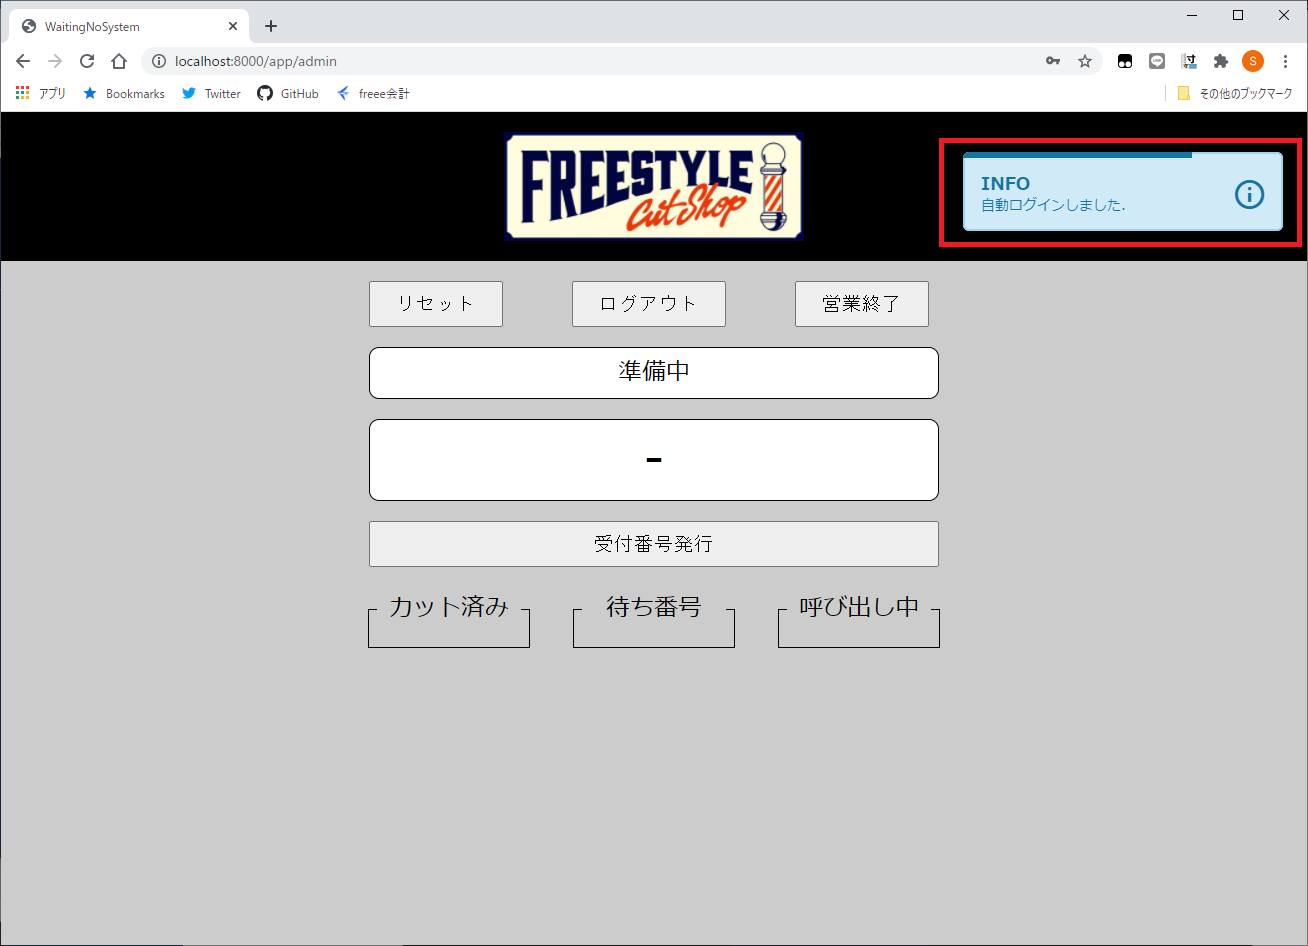 WaitingNoSystem
localhost:8000/app/admin
S
アプリ Bookmarks Twitter GitHub freee会計 その他のブックマーク
FREESTYLE
Cut Shop
INFO
自動ログインしました.
リセット ログアウト 営業終了
準備中
-
受付番号発行
カット済み 待ち番号 呼び出し中